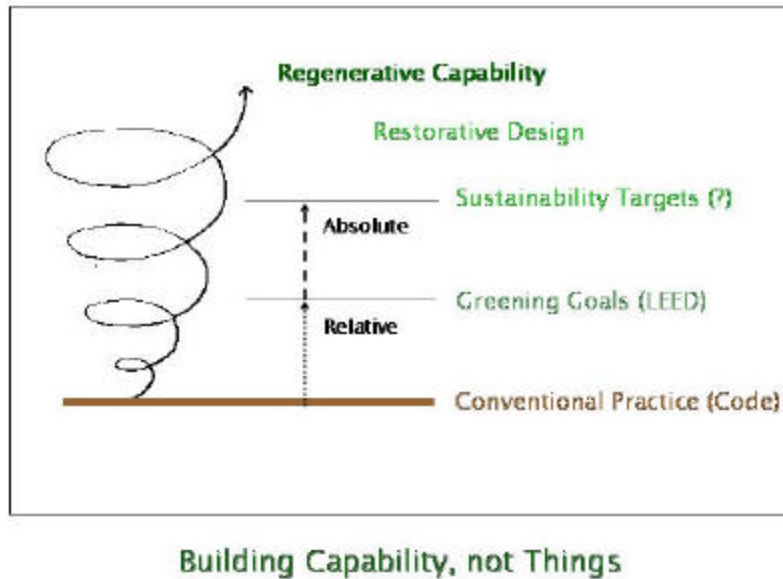 Regenerative Capability
Restorative Design
Sustainability Targets (?)
Absolute
Greening Goals (LEED)
Relative
Conventional Practice (Code)
Building Capability, not Things